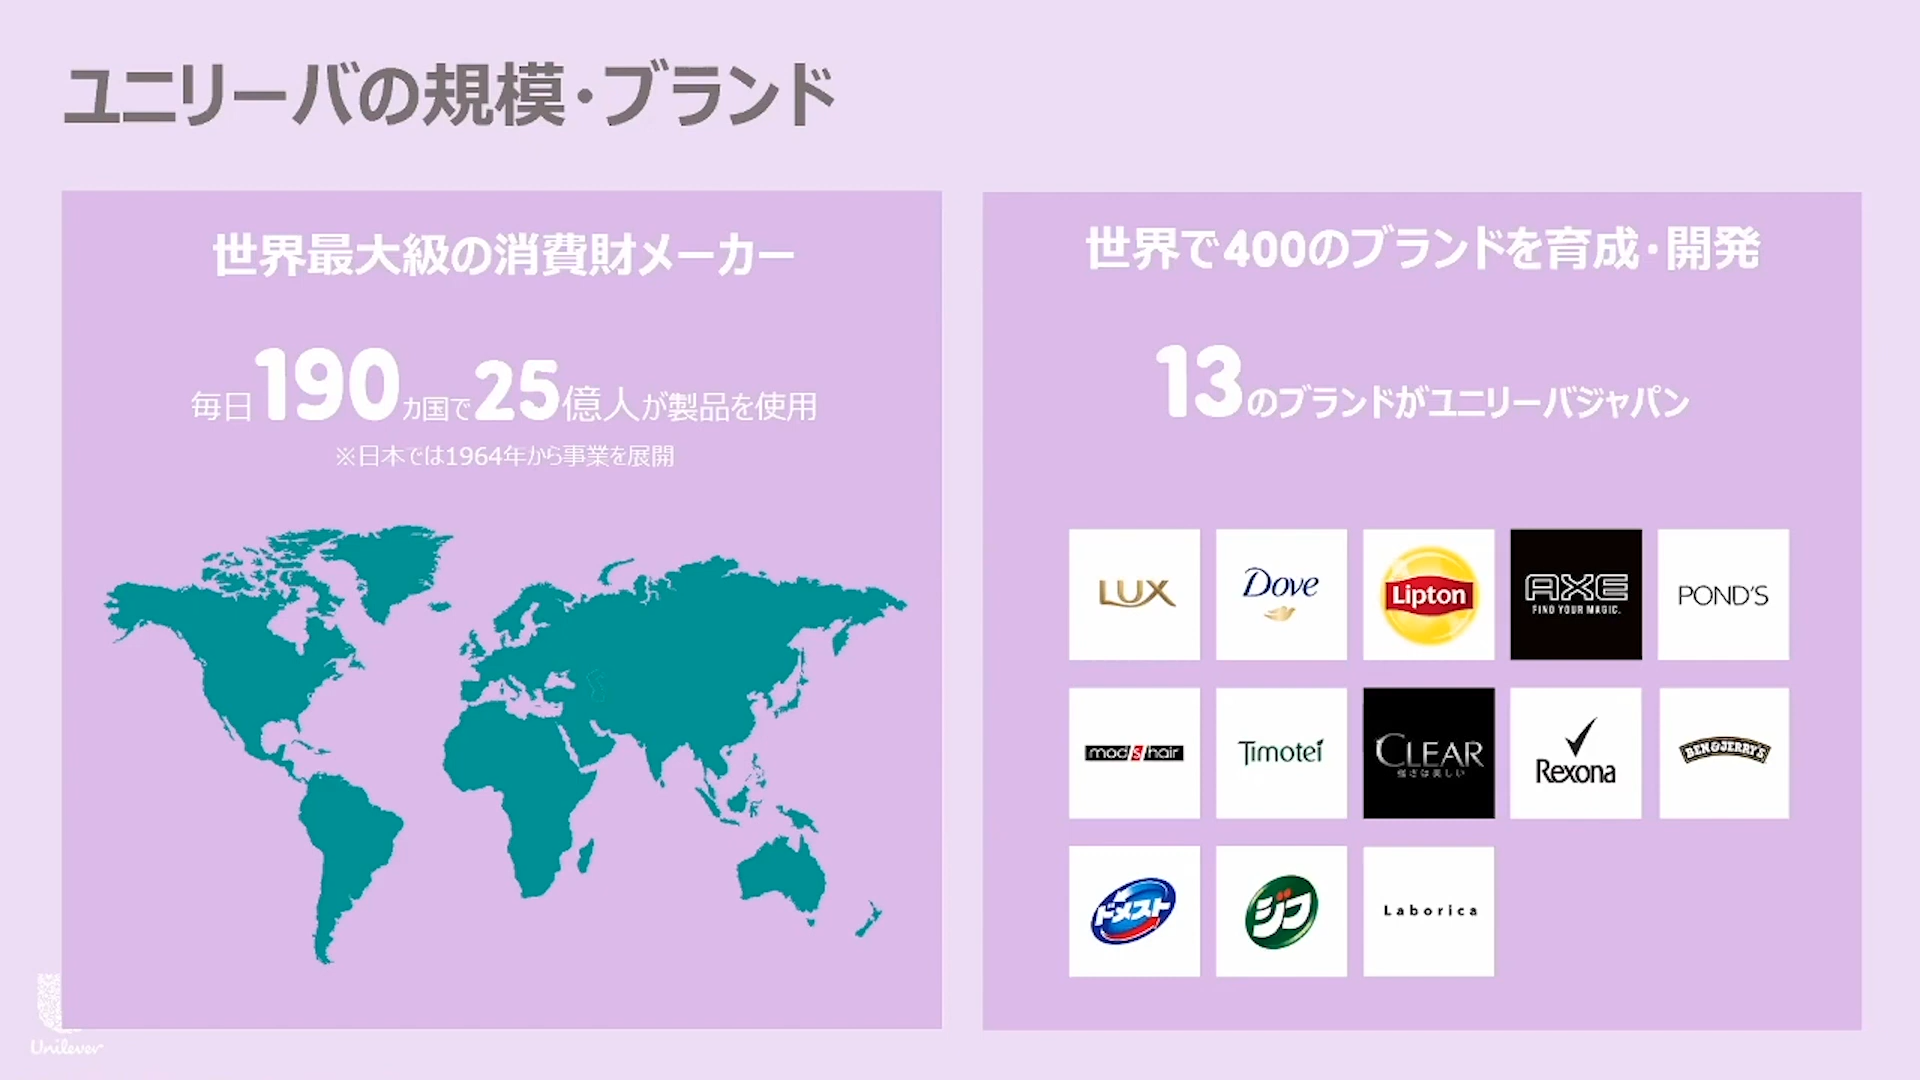 ユニリーバの規模・ブランド
世界最大級の消費財メーカー
毎日190カ国で25億人が製品を使用
※日本では1964年から事業を展開
世界で400のブランドを育成・開発
13のブランドがユニリーバジャパン
LUX
Dove
Lipton
AXE
FIND YOUR MAGIC.
POND'S
mod's hair
Timotei
CLEAR
強さは美しい
Rexona
BEN & JERRY'S
ドメスト
ジフ
Laborica
Unilever